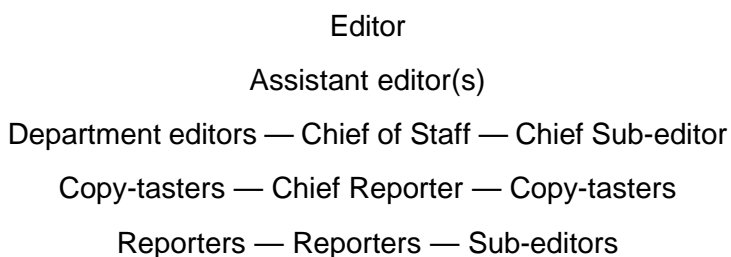 Editor
Assistant editor(s)
Department editors — Chief of Staff — Chief Sub-editor
Copy-tasters — Chief Reporter — Copy-tasters
Reporters — Reporters — Sub-editors